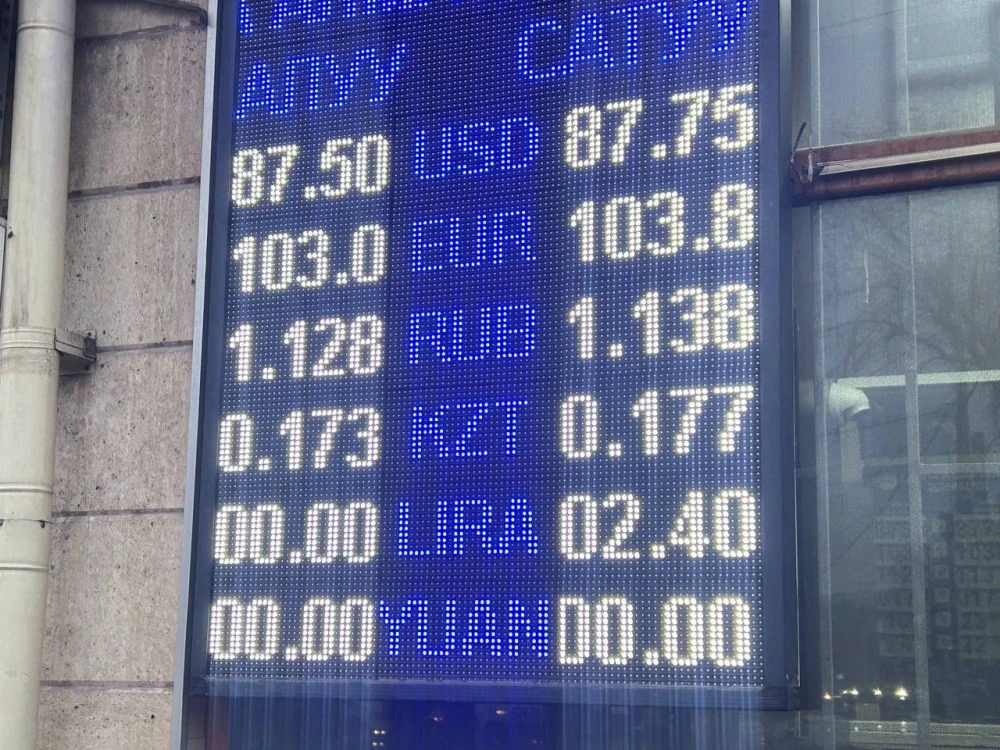 АЛУУ САТУУ
87.50 USD 87.75
103.0 EUR 103.8
1.128 RUB 1.138
0.173 KZT 0.177
00.00 LIRA 02.40
00.00 YUAN 00.00